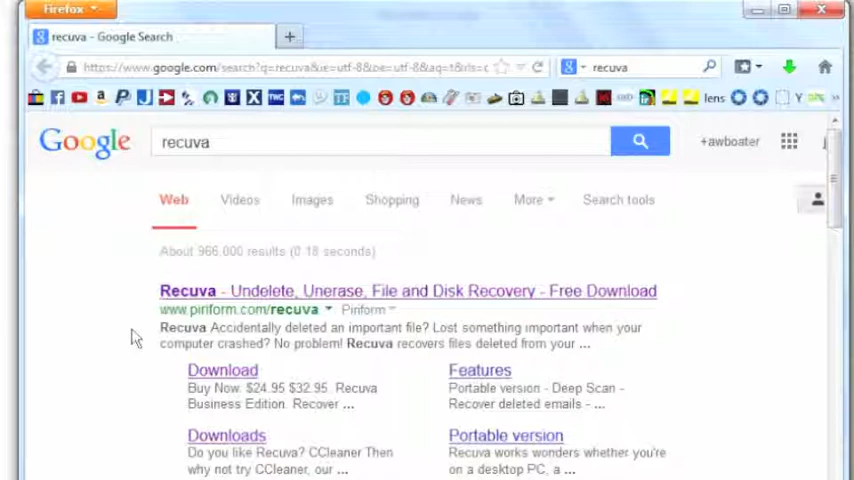 Firefox
recuva - Google Search
https://www.google.com/search?q=recuva&ie=utf-8&oe=utf-8&aq=t&rls=c
recuva
lens
Google
recuva
+awboater
Web
Videos
Images
Shopping
News
More
Search tools
About 966,000 results (0.18 seconds)
Recuva - Undelete, Unerase, File and Disk Recovery - Free Download
www.piriform.com/recuva
Piriform
Recuva Accidentally deleted an important file? Lost something important when your
computer crashed? No problem! Recuva recovers files deleted from your ...
Download
Buy Now. $24.95 $32.95. Recuva
Business Edition. Recover ...
Features
Portable version - Deep Scan -
Recover deleted emails - ...
Downloads
Do you like Recuva? CCleaner Then
why not try CCleaner, our ...
Portable version
Recuva works wonders whether you're
on a desktop PC, a ...